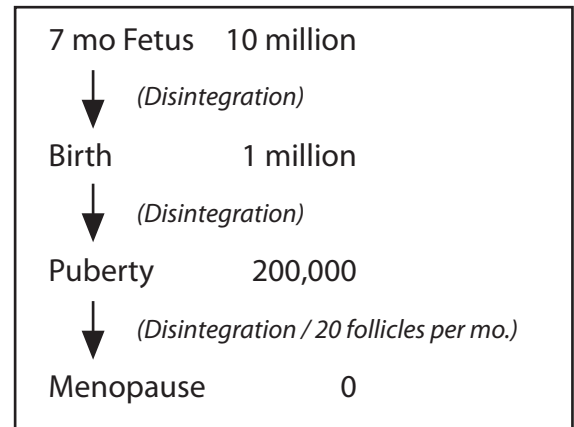 7 mo Fetus 10 million
(Disintegration)
Birth 1 million
(Disintegration)
Puberty 200,000
(Disintegration / 20 follicles per mo.)
Menopause 0